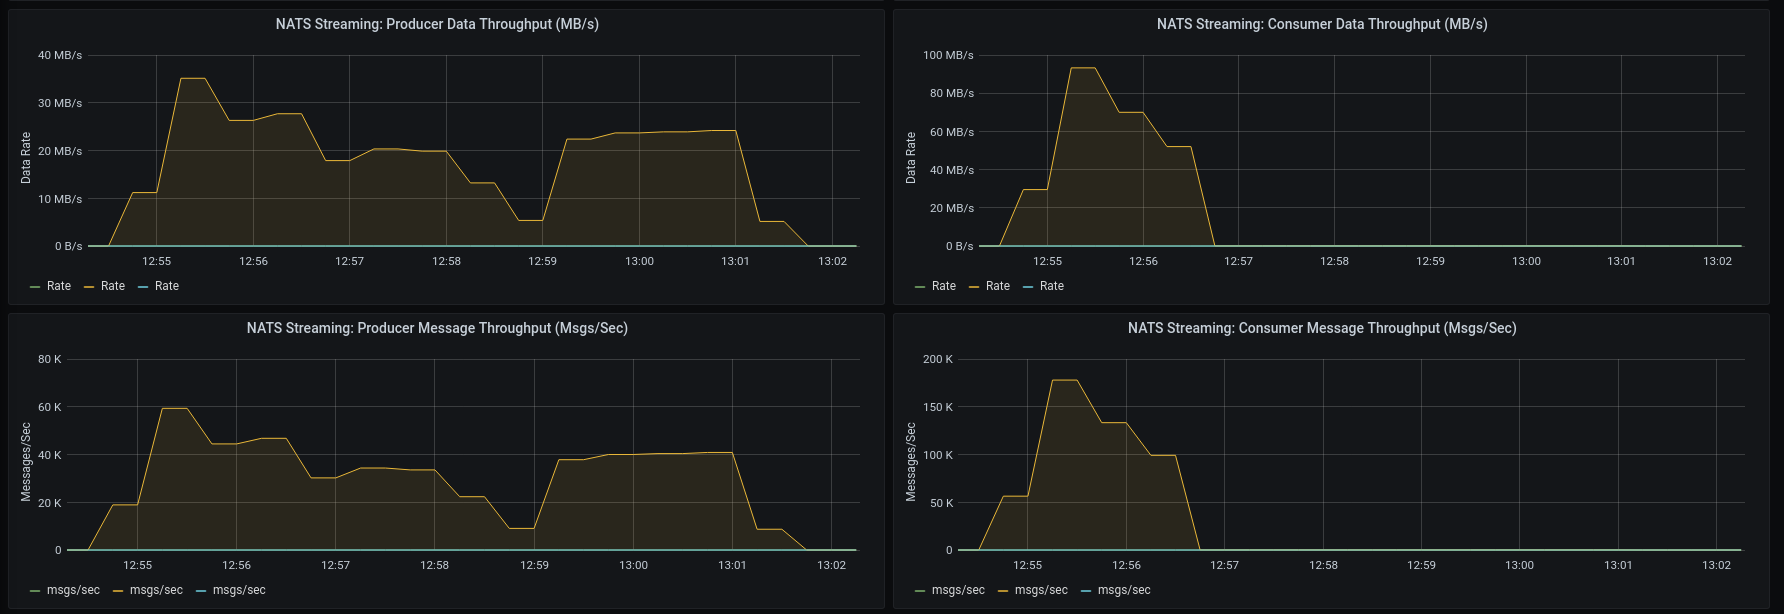 NATS Streaming: Producer Data Throughput (MB/s)
Data Rate
40 MB/s
30 MB/s
20 MB/s
10 MB/s
0 B/s
12:55 12:56 12:57 12:58 12:59 13:00 13:01 13:02
Rate Rate Rate
NATS Streaming: Consumer Data Throughput (MB/s)
Data Rate
100 MB/s
80 MB/s
60 MB/s
40 MB/s
20 MB/s
0 B/s
12:55 12:56 12:57 12:58 12:59 13:00 13:01 13:02
Rate Rate Rate
NATS Streaming: Producer Message Throughput (Msgs/Sec)
Messages/Sec
80 K
60 K
40 K
20 K
0
12:55 12:56 12:57 12:58 12:59 13:00 13:01 13:02
msgs/sec msgs/sec msgs/sec
NATS Streaming: Consumer Message Throughput (Msgs/Sec)
Messages/Sec
200 K
150 K
100 K
50 K
0
12:55 12:56 12:57 12:58 12:59 13:00 13:01 13:02
msgs/sec msgs/sec msgs/sec